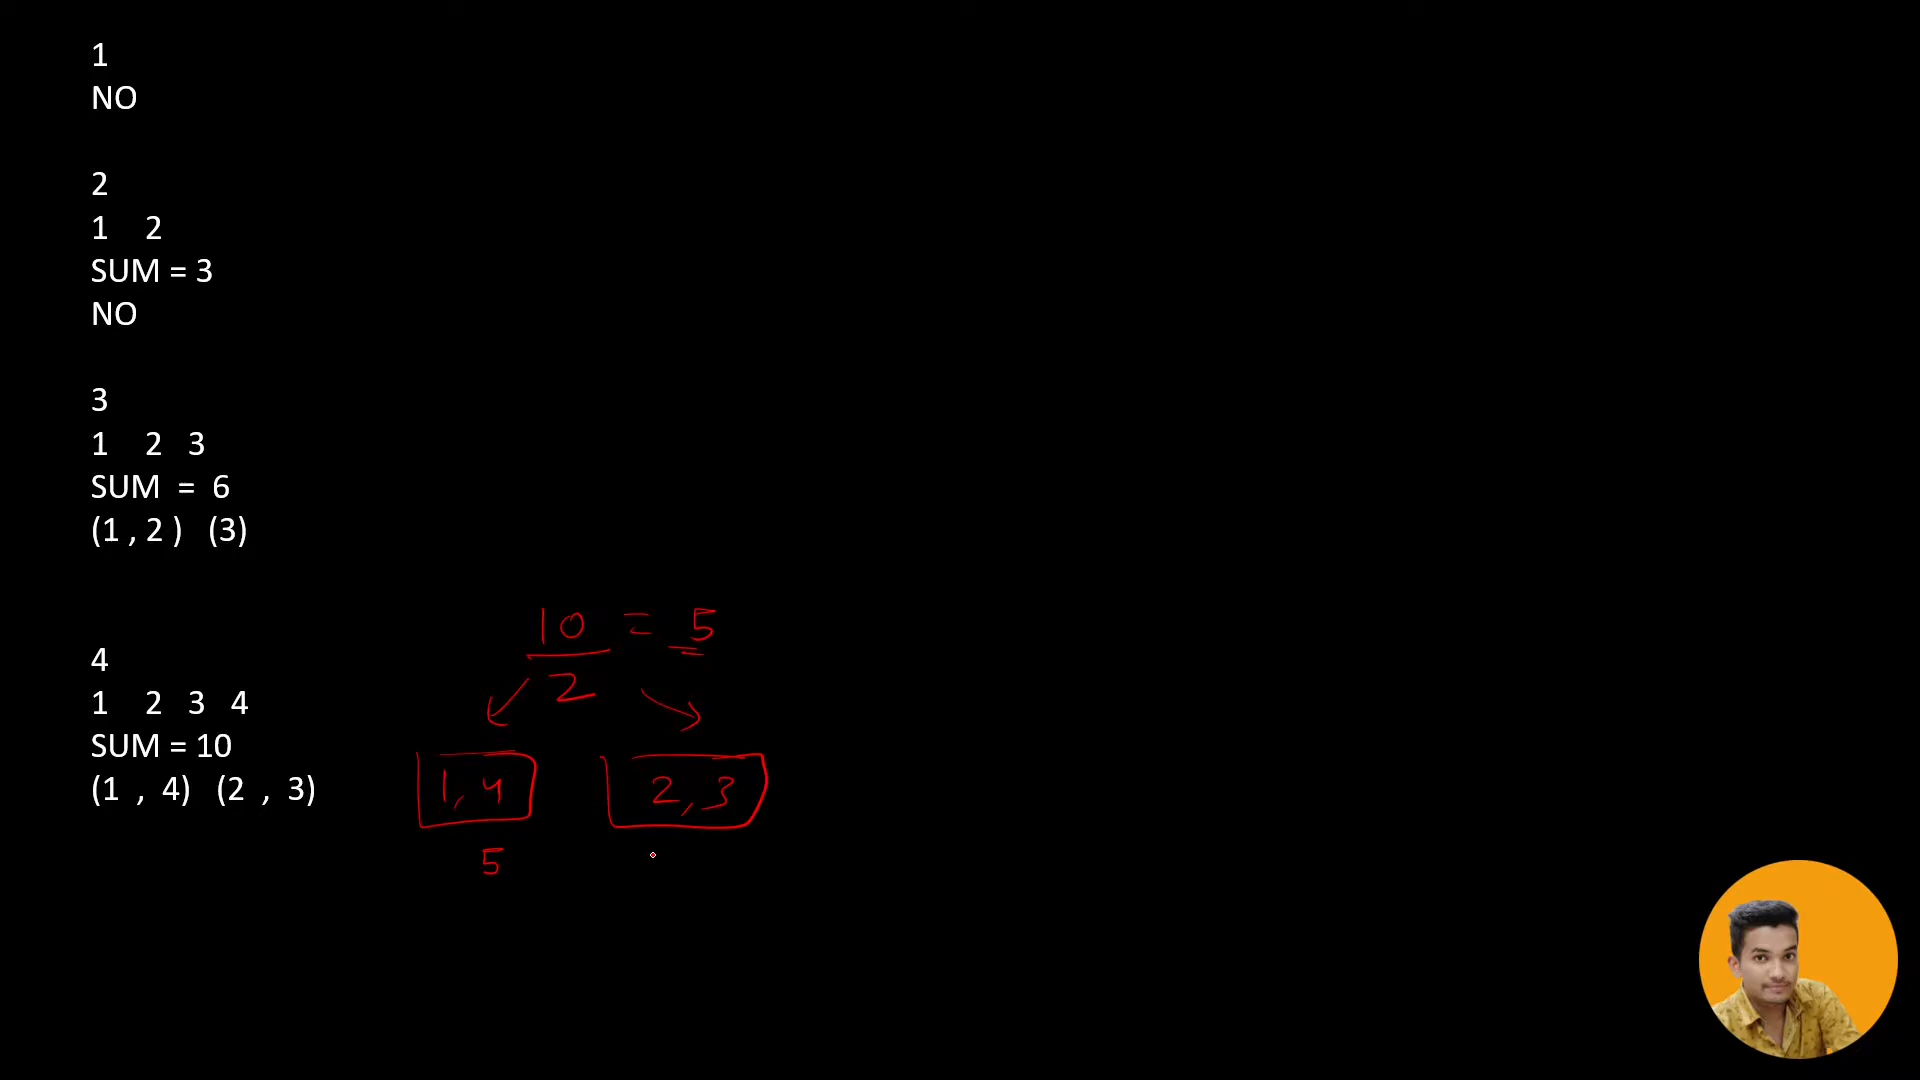 1
NO
2
1 2
SUM = 3
NO
3
1 2 3
SUM = 6
(1 , 2 ) (3)
4
1 2 3 4
SUM = 10
(1 , 4) (2 , 3)
10 = 5
2
1,4 2,3
5